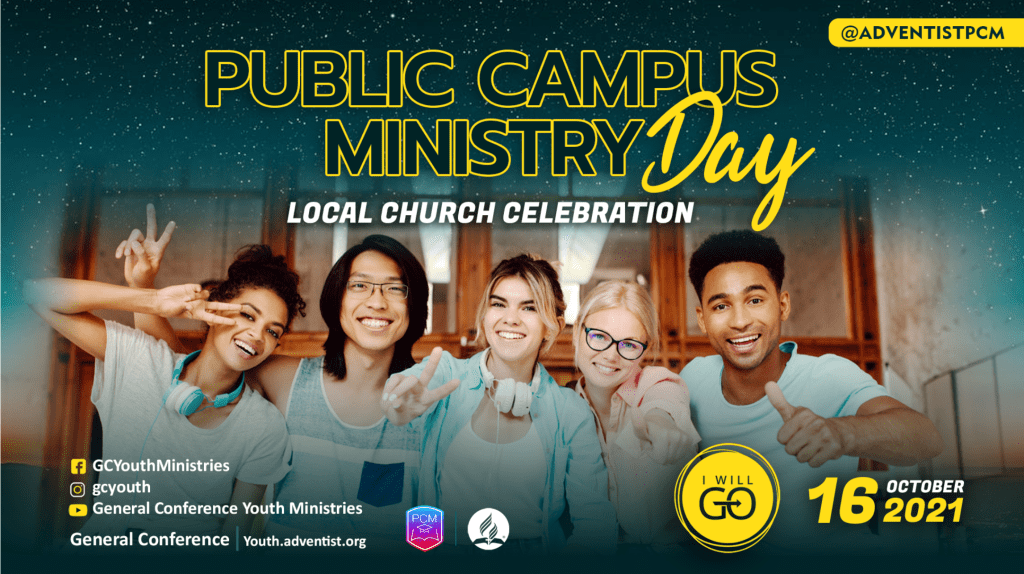 @ADVENTISTPCM
PUBLIC CAMPUS
MINISTRY Day
LOCAL CHURCH CELEBRATION
GCYouthMinistries
gcyouth
General Conference Youth Ministries
General Conference | Youth.adventist.org
PCM
I WILL
GO
16 OCTOBER
2021